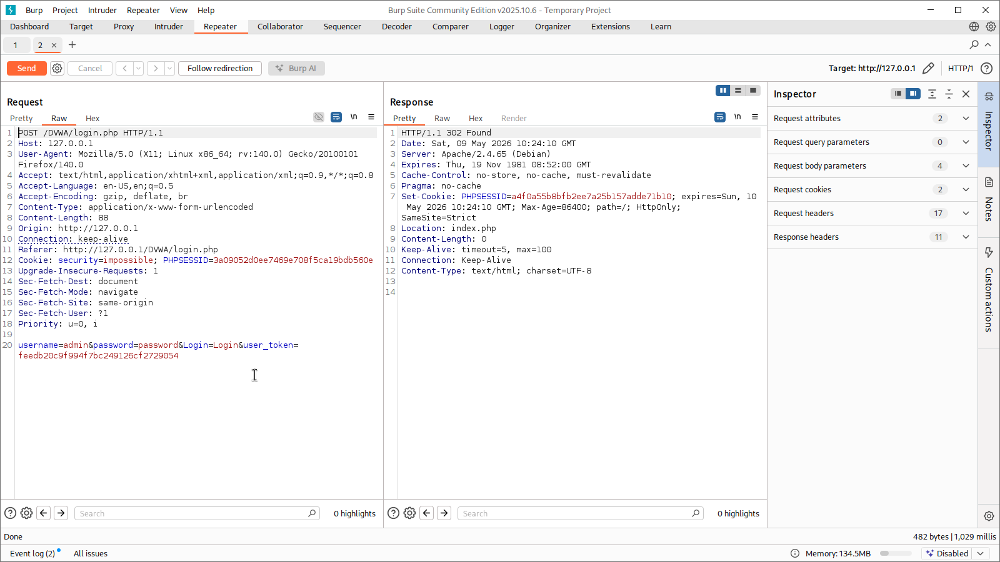 Burp Project Intruder Repeater View Help Burp Suite Community Edition v2025.10.6 - Temporary Project
Dashboard Target Proxy Intruder Repeater Collaborator Sequencer Decoder Comparer Logger Organizer Extensions Learn
1 2 × +
Send Cancel < > Follow redirection Burp AI Target: http://127.0.0.1 HTTP/1 ?
Request
Pretty Raw Hex \n
1 POST /DVWA/login.php HTTP/1.1
2 Host: 127.0.0.1
3 User-Agent: Mozilla/5.0 (X11; Linux x86_64; rv:140.0) Gecko/20100101
Firefox/140.0
4 Accept: text/html,application/xhtml+xml,application/xml;q=0.9,*/*;q=0.8
5 Accept-Language: en-US,en;q=0.5
6 Accept-Encoding: gzip, deflate, br
7 Content-Type: application/x-www-form-urlencoded
8 Content-Length: 88
9 Origin: http://127.0.0.1
10 Connection: keep-alive
11 Referer: http://127.0.0.1/DVWA/login.php
12 Cookie: security=impossible; PHPSESSID=3a09052d0ee7469e708f5ca19bdb560e
13 Upgrade-Insecure-Requests: 1
14 Sec-Fetch-Dest: document
15 Sec-Fetch-Mode: navigate
16 Sec-Fetch-Site: same-origin
17 Sec-Fetch-User: ?1
18 Priority: u=0, i
19
20 username=admin&password=password&Login=Login&user_token=
feedb20c9f994f7bc249126cf2729054
? Search 0 highlights
Response
Pretty Raw Hex Render \n
1 HTTP/1.1 302 Found
2 Date: Sat, 09 May 2026 10:24:10 GMT
3 Server: Apache/2.4.65 (Debian)
4 Expires: Thu, 19 Nov 1981 08:52:00 GMT
5 Cache-Control: no-store, no-cache, must-revalidate
6 Pragma: no-cache
7 Set-Cookie: PHPSESSID=a4f0a55b8bfb2ee7a25b157adde71b10; expires=Sun, 10
May 2026 10:24:10 GMT; Max-Age=86400; path=/; HttpOnly;
SameSite=Strict
8 Location: index.php
9 Content-Length: 0
10 Keep-Alive: timeout=5, max=100
11 Connection: Keep-Alive
12 Content-Type: text/html; charset=UTF-8
13
14
? Search 0 highlights
Inspector
Request attributes 2
Request query parameters 0
Request body parameters 4
Request cookies 2
Request headers 17
Response headers 11
Inspector
Notes
Custom actions
Done 482 bytes | 1,029 millis
Event log (2) All issues Memory: 134.5MB Disabled